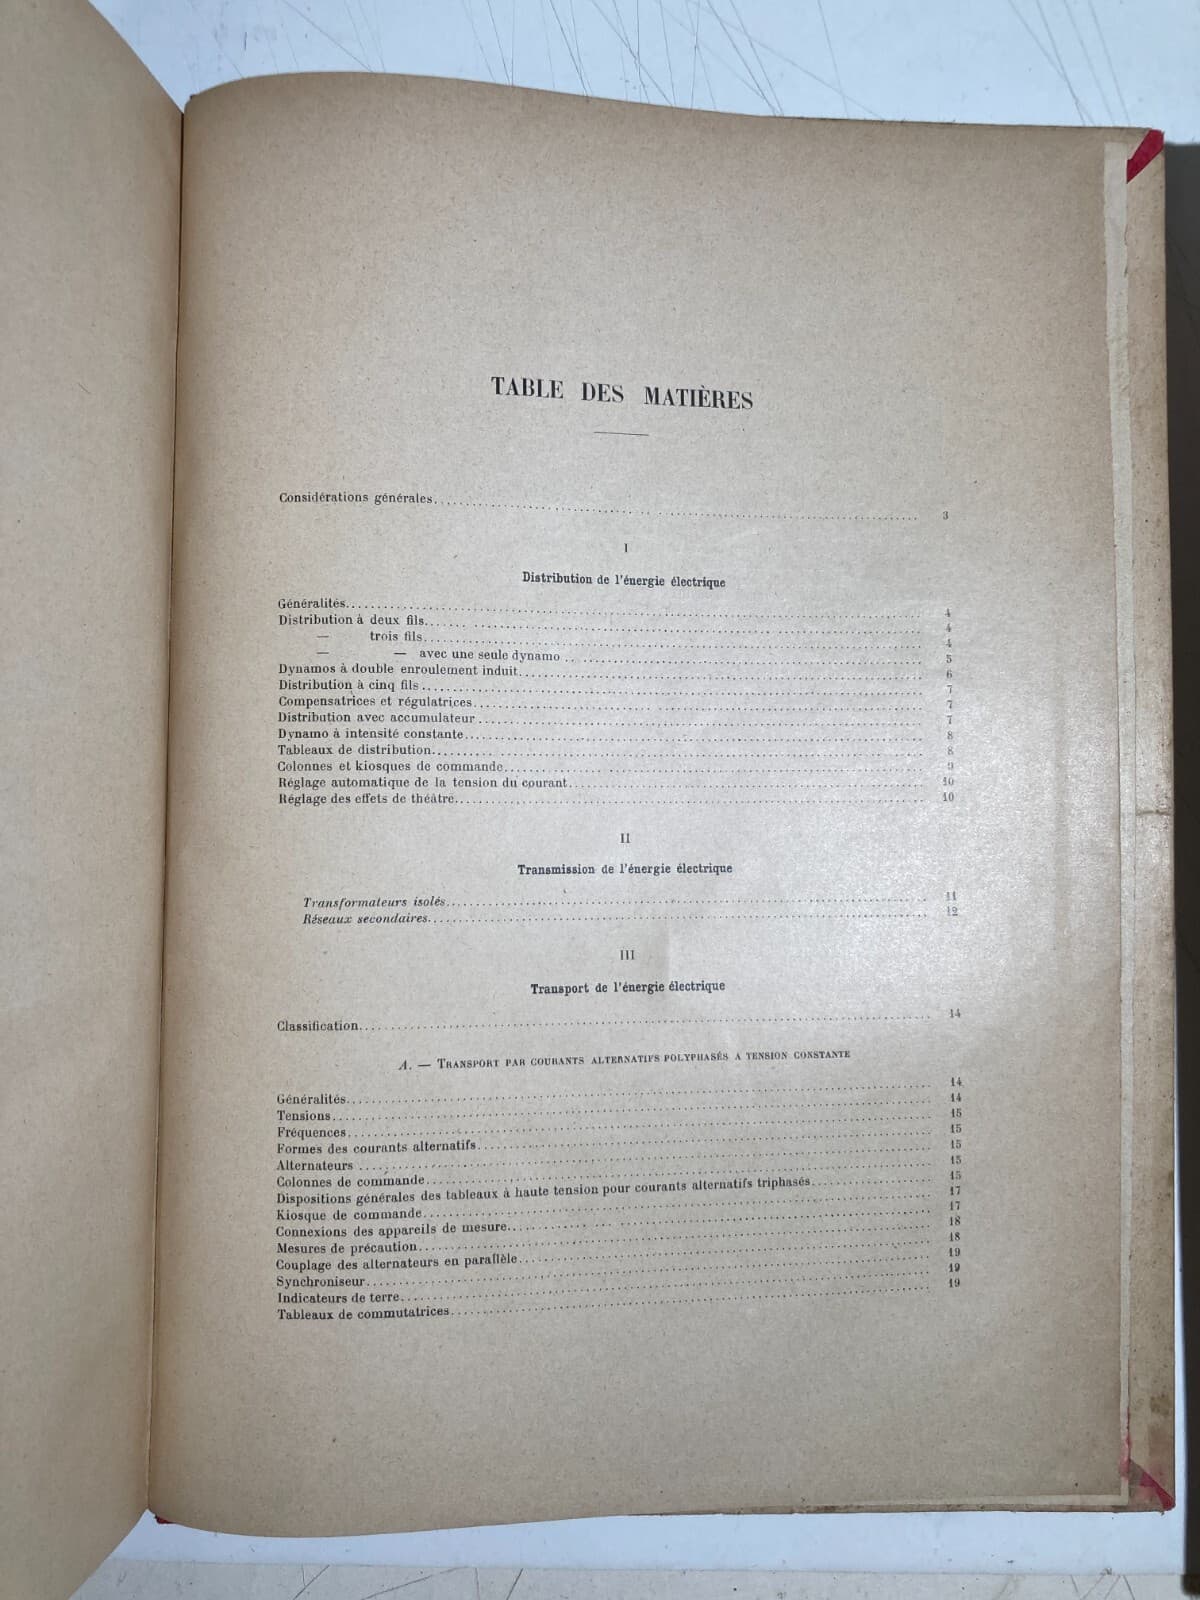 TABLE DES MATIÈRES
Considérations générales.................... 3
I
Distribution de l'énergie électrique
Généralités.................... 4
Distribution à deux fils.................... 4
— trois fils.................... 4
— — avec une seule dynamo .................... 5
Dynamos à double enroulement induit.................... 6
Distribution à cinq fils.................... 7
Compensatrices et régulatrices.................... 7
Distribution avec accumulateur.................... 7
Dynamo à intensité constante.................... 8
Tableaux de distribution.................... 8
Colonnes et kiosques de commande.................... 9
Réglage automatique de la tension du courant.................... 10
Réglage des effets de théâtre.................... 10
II
Transmission de l'énergie électrique
Transformateurs isolés.................... 11
Réseaux secondaires.................... 12
III
Transport de l'énergie électrique
Classification.................... 14
A. — TRANSPORT PAR COURANTS ALTERNATIFS POLYPHASÉS A TENSION CONSTANTE
Généralités.................... 14
Tensions.................... 14
Fréquences.................... 15
Formes des courants alternatifs.................... 15
Alternateurs .................... 15
Colonnes de commande.................... 15
Dispositions générales des tableaux à haute tension pour courants alternatifs triphasés.................... 15
Kiosque de commande.................... 17
Connexions des appareils de mesure.................... 17
Mesures de précaution.................... 18
Couplage des alternateurs en parallèle.................... 18
Synchroniseur.................... 19
Indicateurs de terre.................... 19
Tableaux de commutatrices.................... 19